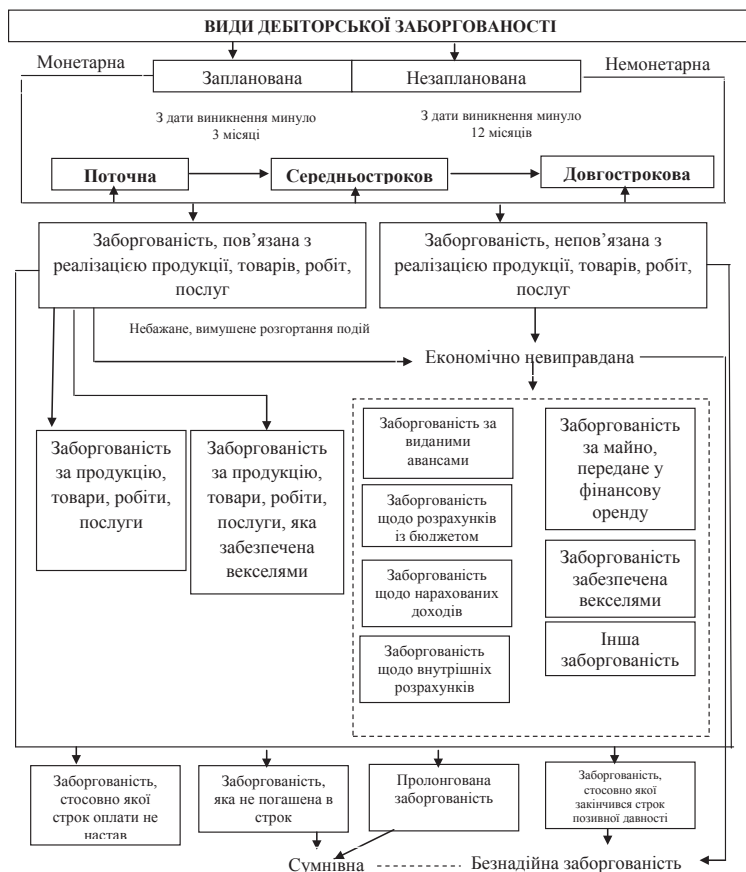 ВИДИ ДЕБІТОРСЬКОЇ ЗАБОРГОВАНОСТІ
Монетарна
Запланована
Незапланована
Немонетарна
З дати виникнення минуло
3 місяці
З дати виникнення минуло
12 місяців
Поточна
Середньостроков
Довгострокова
Заборгованість, пов’язана з
реалізацією продукції, товарів, робіт,
послуг
Заборгованість, непов’язана з
реалізацією продукції, товарів, робіт,
послуг
Небажане, вимушене розгортання подій
Економічно невиправдана
Заборгованість
за продукцію,
товари, робіти,
послуги
Заборгованість
за продукцію,
товари, робіти,
послуги, яка
забезпечена
векселями
Заборгованість за
виданими
авансами
Заборгованість
щодо розрахунків
із бюджетом
Заборгованість
щодо нарахованих
доходів
Заборгованість
щодо внутрішніх
розрахунків
Заборгованість
за майно,
передане у
фінансову
оренду
Заборгованість
забезпечена
векселями
Інша
заборгованість
Заборгованість,
стосовно якої
строк оплати не
настав
Заборгованість,
яка не погашена в
строк
Пролонгована
заборгованість
Заборгованість,
стосовно якої
закінчився строк
позивної давності
Сумнівна
Безнадійна заборгованість